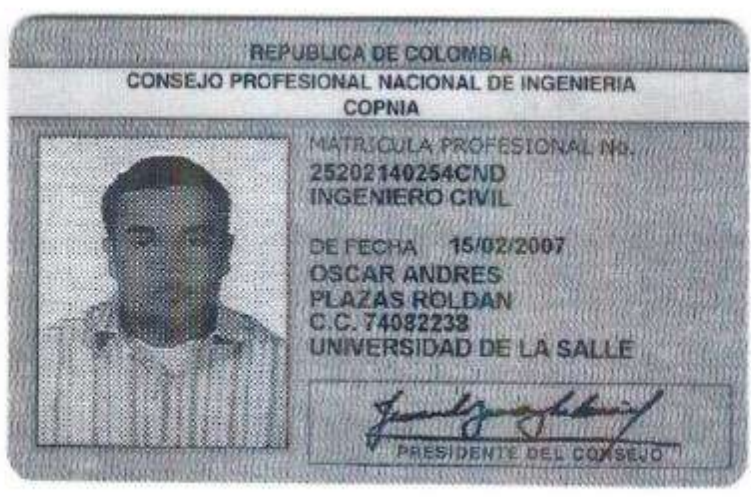 REPUBLICA DE COLOMBIA
CONSEJO PROFESIONAL NACIONAL DE INGENIERIA
COPNIA
MATRICULA PROFESIONAL No.
25202140254CND
INGENIERO CIVIL
DE FECHA 15/02/2007
OSCAR ANDRES
PLAZAS ROLDAN
C.C. 74082238
UNIVERSIDAD DE LA SALLE
PRESIDENTE DEL CONSEJO